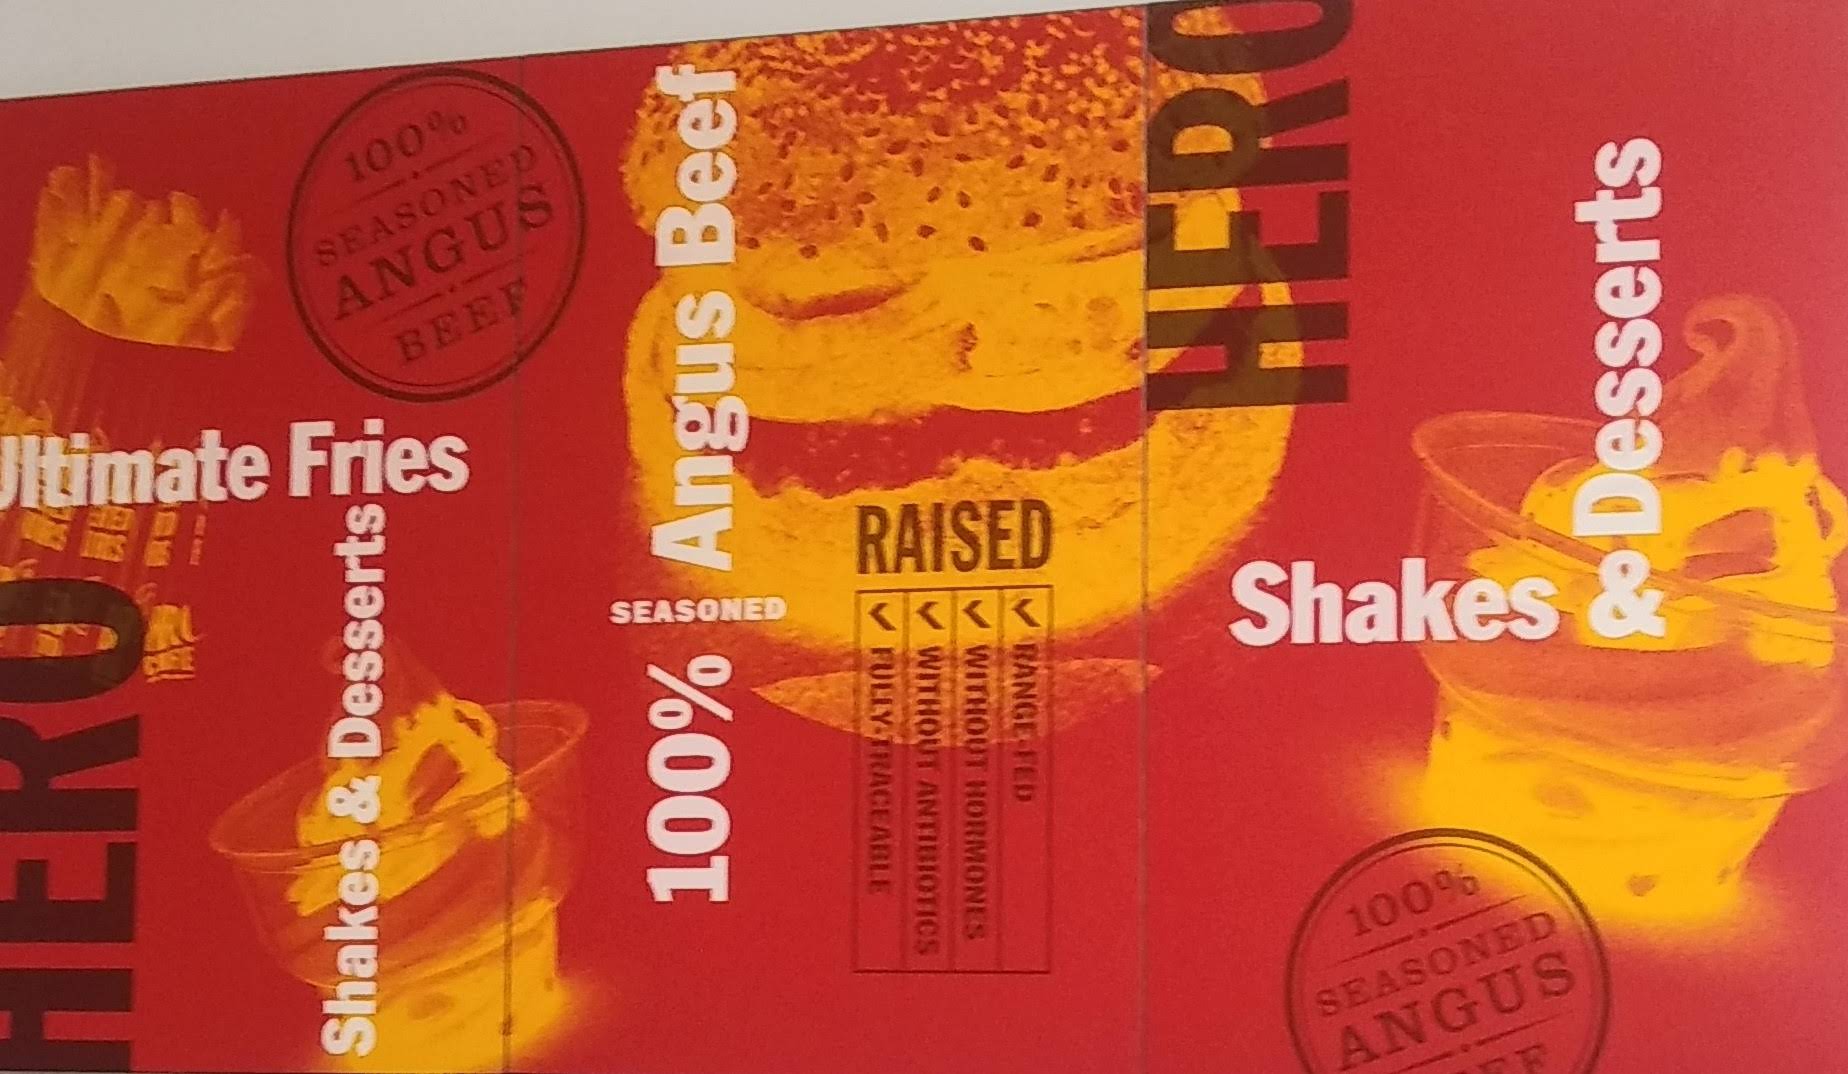 100%
SEASONED
ANGUS
BEEF
Ultimate Fries
HERO
Shakes & Desserts
100% SEASONED Angus Beef
RAISED
✓ RANGE-FED
✓ WITHOUT HORMONES
✓ WITHOUT ANTIBIOTICS
✓ FULLY TRACEABLE
HERO
Shakes & Desserts
100%
SEASONED
ANGUS
BEEF